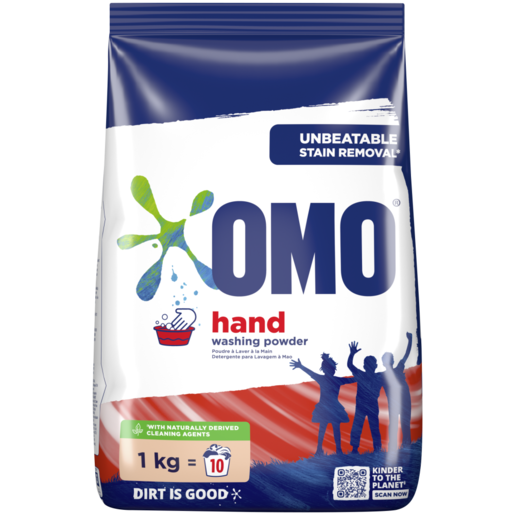 UNBEATABLE
STAIN REMOVAL*
OMO®
hand
washing powder
Poudre à Laver à la Main
Detergente para Lavagem à Mao
*WITH NATURALLY DERIVED
CLEANING AGENTS
1 kg = 10
DIRT IS GOOD
KINDER
TO THE
PLANET*
SCAN NOW